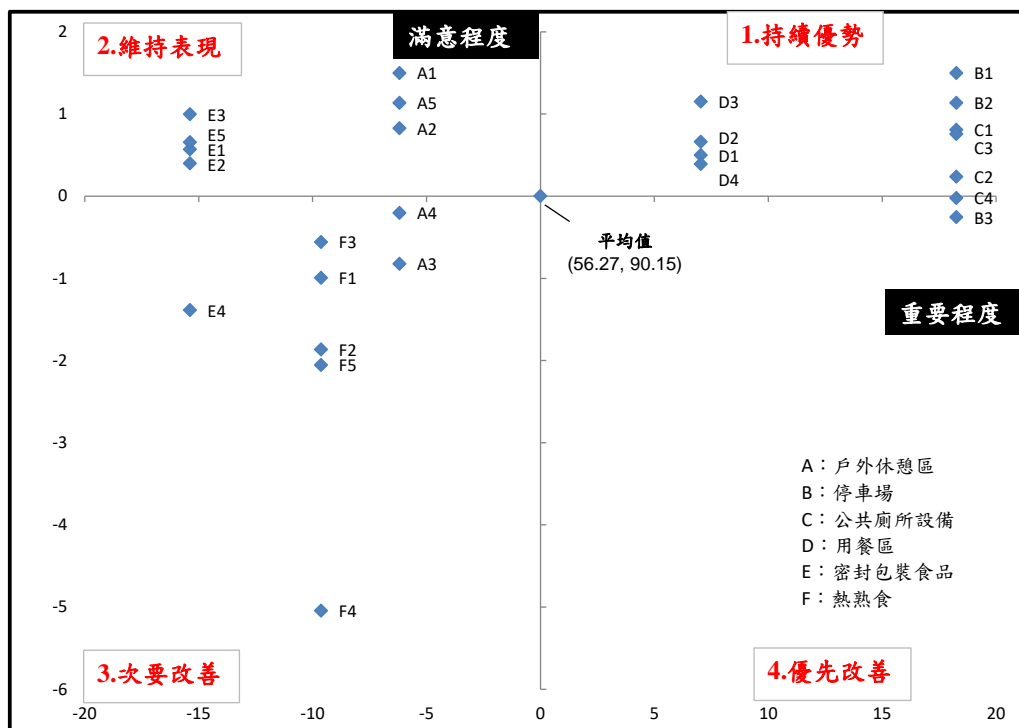 2.維持表現
滿意程度
1.持續優勢
2
1
0
-1
-2
-3
-4
-5
-6
A1
A5
A2
E3
E5
E1
E2
D3
D2
D1
D4
B1
B2
C1
C3
C2
C4
B3
A4
A3
F3
F1
E4
F2
F5
F4
平均值
(56.27, 90.15)
重要程度
A：戶外休憩區
B：停車場
C：公共廁所設備
D：用餐區
E：密封包裝食品
F：熱熟食
3.次要改善
4.優先改善
-20 -15 -10 -5 0 5 10 15 20